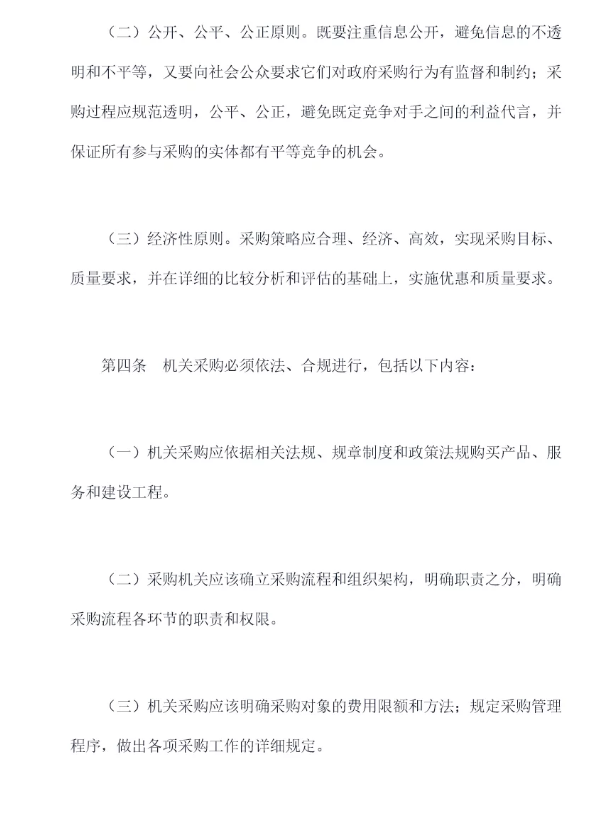 （二）公开、公平、公正原则。既要注重信息公开，避免信息的不透
明和不平等，又要向社会公众要求它们对政府采购行为有监督和制约；采
购过程应规范透明，公平、公正，避免既定竞争对手之间的利益代言，并
保证所有参与采购的实体都有平等竞争的机会。
（三）经济性原则。采购策略应合理、经济、高效，实现采购目标、
质量要求，并在详细的比较分析和评估的基础上，实施优惠和质量要求。
第四条　机关采购必须依法、合规进行，包括以下内容：
（一）机关采购应依据相关法规、规章制度和政策法规购买产品、服
务和建设工程。
（二）采购机关应该确立采购流程和组织架构，明确职责之分，明确
采购流程各环节的职责和权限。
（三）机关采购应该明确采购对象的费用限额和方法；规定采购管理
程序，做出各项采购工作的详细规定。